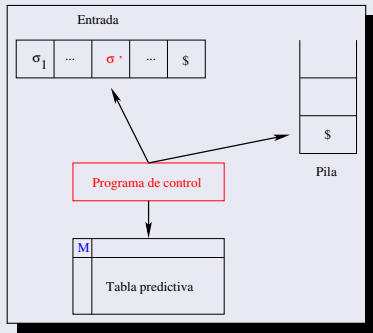 Entrada
σ1 ... σ' ... $
$
Pila
Programa de control
M
Tabla predictiva